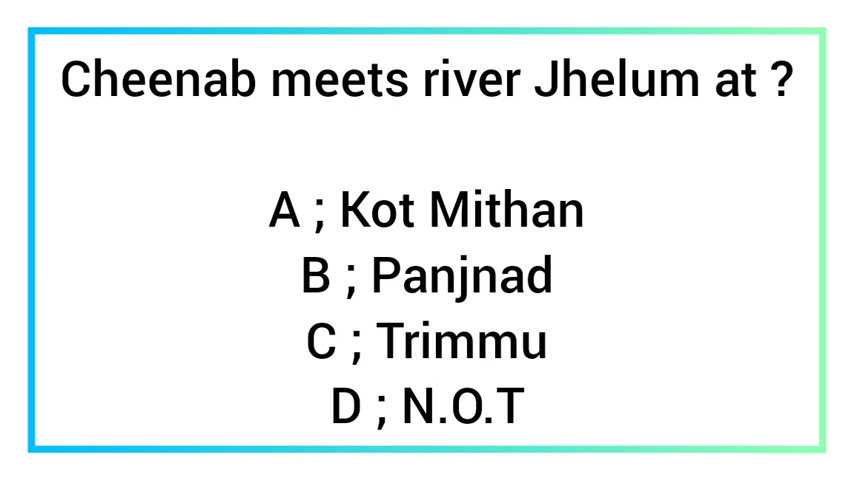 Cheenab meets river Jhelum at ?
A ; Kot Mithan
B ; Panjnad
C ; Trimmu
D ; N.O.T